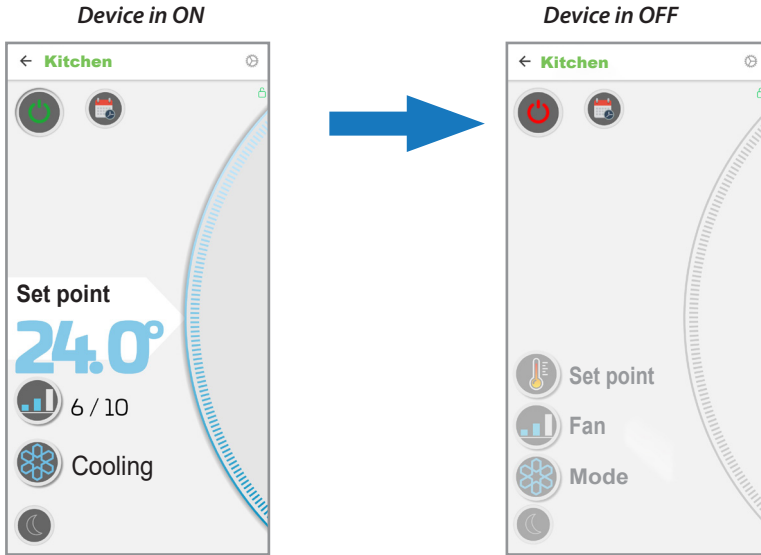 Device in ON
Kitchen
Set point
24.0°
6 / 10
Cooling
Device in OFF
Kitchen
Set point
Fan
Mode